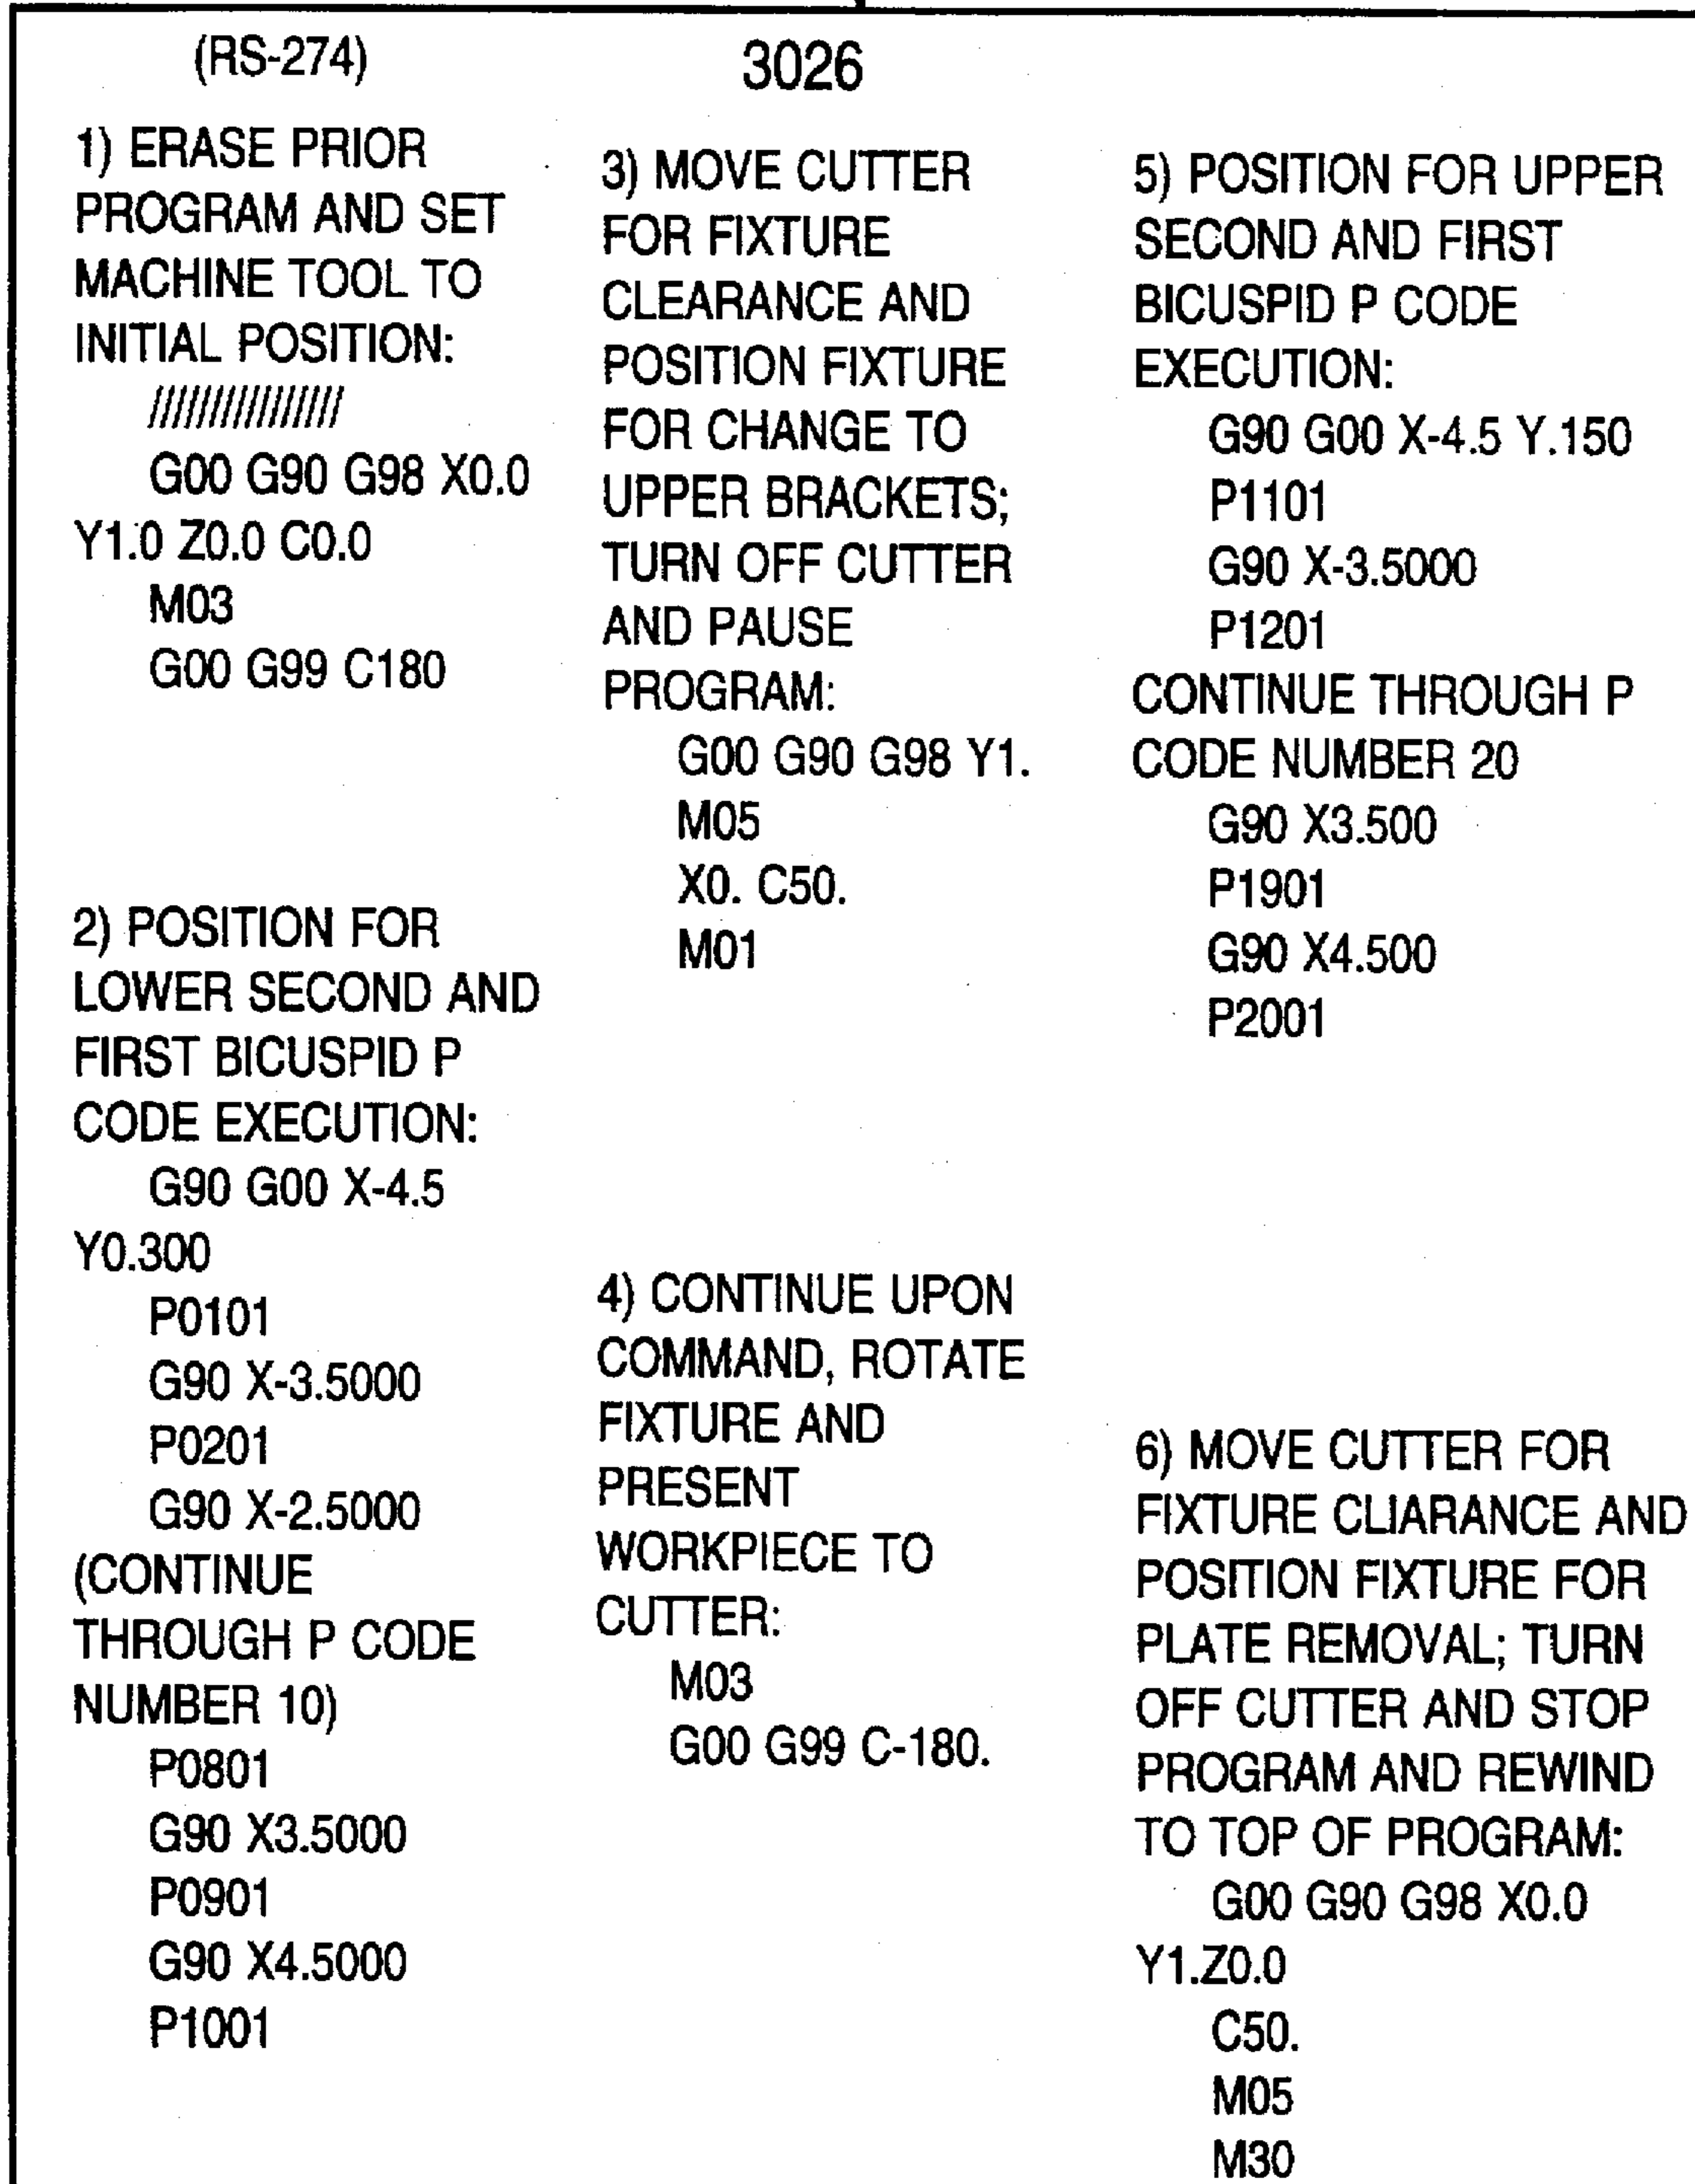 (RS-274)
3026
1) ERASE PRIOR
PROGRAM AND SET
MACHINE TOOL TO
INITIAL POSITION:
////////////////
G00 G90 G98 X0.0
Y1.0 Z0.0 C0.0
M03
G00 G99 C180
2) POSITION FOR
LOWER SECOND AND
FIRST BICUSPID P
CODE EXECUTION:
G90 G00 X-4.5
Y0.300
P0101
G90 X-3.5000
P0201
G90 X-2.5000
(CONTINUE
THROUGH P CODE
NUMBER 10)
P0801
G90 X3.5000
P0901
G90 X4.5000
P1001
3) MOVE CUTTER
FOR FIXTURE
CLEARANCE AND
POSITION FIXTURE
FOR CHANGE TO
UPPER BRACKETS;
TURN OFF CUTTER
AND PAUSE
PROGRAM:
G00 G90 G98 Y1.
M05
X0. C50.
M01
4) CONTINUE UPON
COMMAND, ROTATE
FIXTURE AND
PRESENT
WORKPIECE TO
CUTTER:
M03
G00 G99 C-180.
5) POSITION FOR UPPER
SECOND AND FIRST
BICUSPID P CODE
EXECUTION:
G90 G00 X-4.5 Y.150
P1101
G90 X-3.5000
P1201
CONTINUE THROUGH P
CODE NUMBER 20
G90 X3.500
P1901
G90 X4.500
P2001
6) MOVE CUTTER FOR
FIXTURE CLIARANCE AND
POSITION FIXTURE FOR
PLATE REMOVAL; TURN
OFF CUTTER AND STOP
PROGRAM AND REWIND
TO TOP OF PROGRAM:
G00 G90 G98 X0.0
Y1.Z0.0
C50.
M05
M30